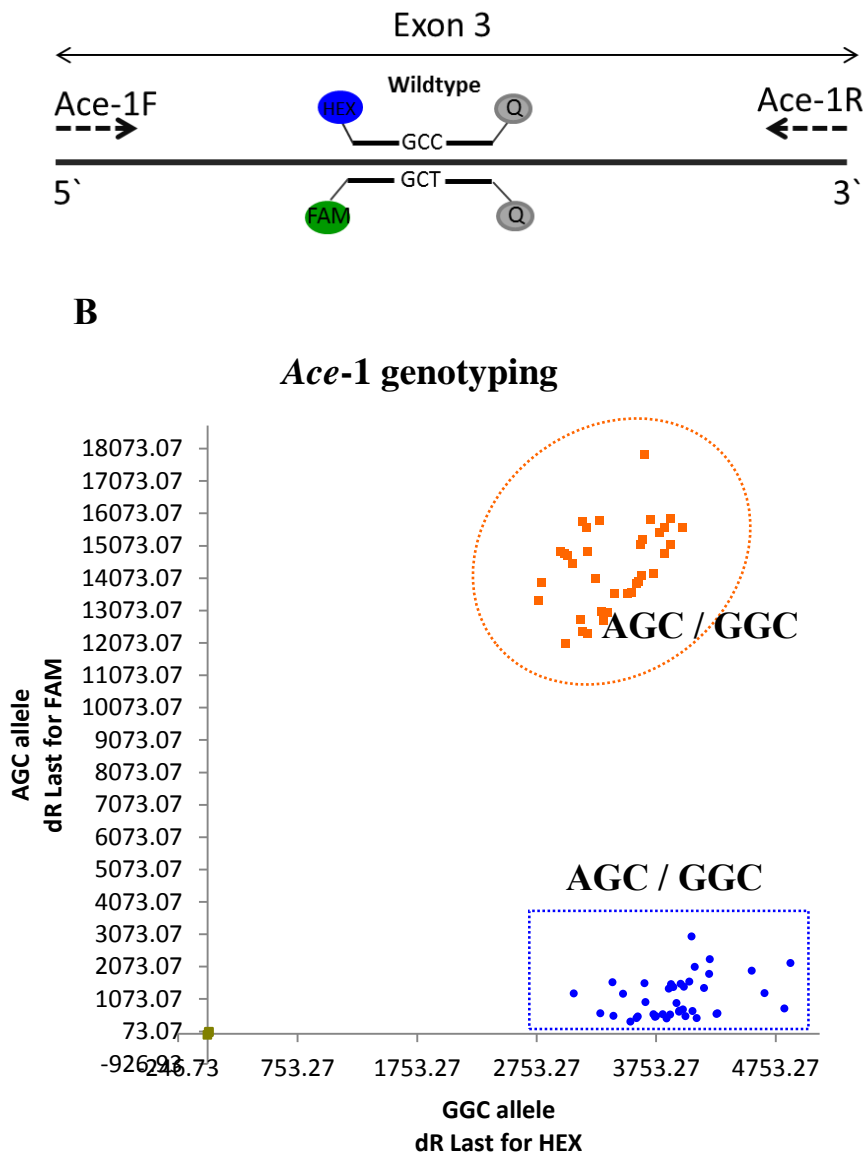 Exon 3
Wildtype
Ace-1F
HEX
Q
Ace-1R
GCC
GCT
5`
3`
FAM
Q
B
Ace-1 genotyping
18073.07
17073.07
16073.07
15073.07
14073.07
13073.07
12073.07
11073.07
10073.07
9073.07
8073.07
7073.07
6073.07
5073.07
4073.07
3073.07
2073.07
1073.07
73.07
-926.93
AGC allele
dR Last for FAM
AGC / GGC
AGC / GGC
-246.73
753.27
1753.27
2753.27
3753.27
4753.27
GGC allele
dR Last for HEX